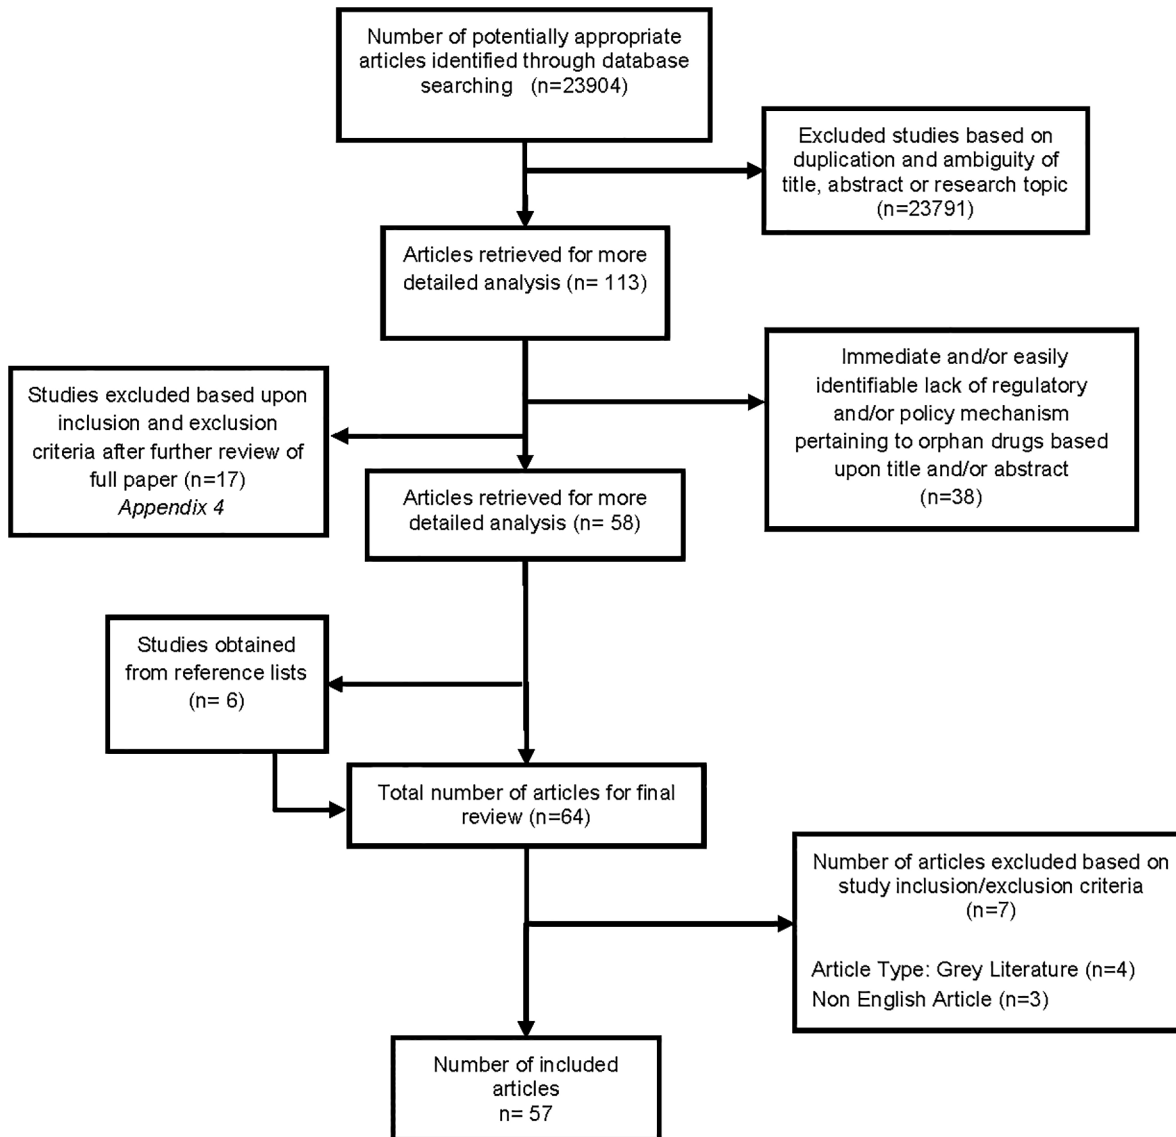 Number of potentially appropriate
articles identified through database
searching (n=23904)
Excluded studies based on
duplication and ambiguity of
title, abstract or research topic
(n=23791)
Articles retrieved for more
detailed analysis (n= 113)
Immediate and/or easily
identifiable lack of regulatory
and/or policy mechanism
pertaining to orphan drugs based
upon title and/or abstract
(n=38)
Studies excluded based upon
inclusion and exclusion
criteria after further review of
full paper (n=17)
Appendix 4
Articles retrieved for more
detailed analysis (n= 58)
Studies obtained
from reference lists
(n= 6)
Total number of articles for final
review (n=64)
Number of articles excluded based on
study inclusion/exclusion criteria
(n=7)
Article Type: Grey Literature (n=4)
Non English Article (n=3)
Number of included
articles
n= 57